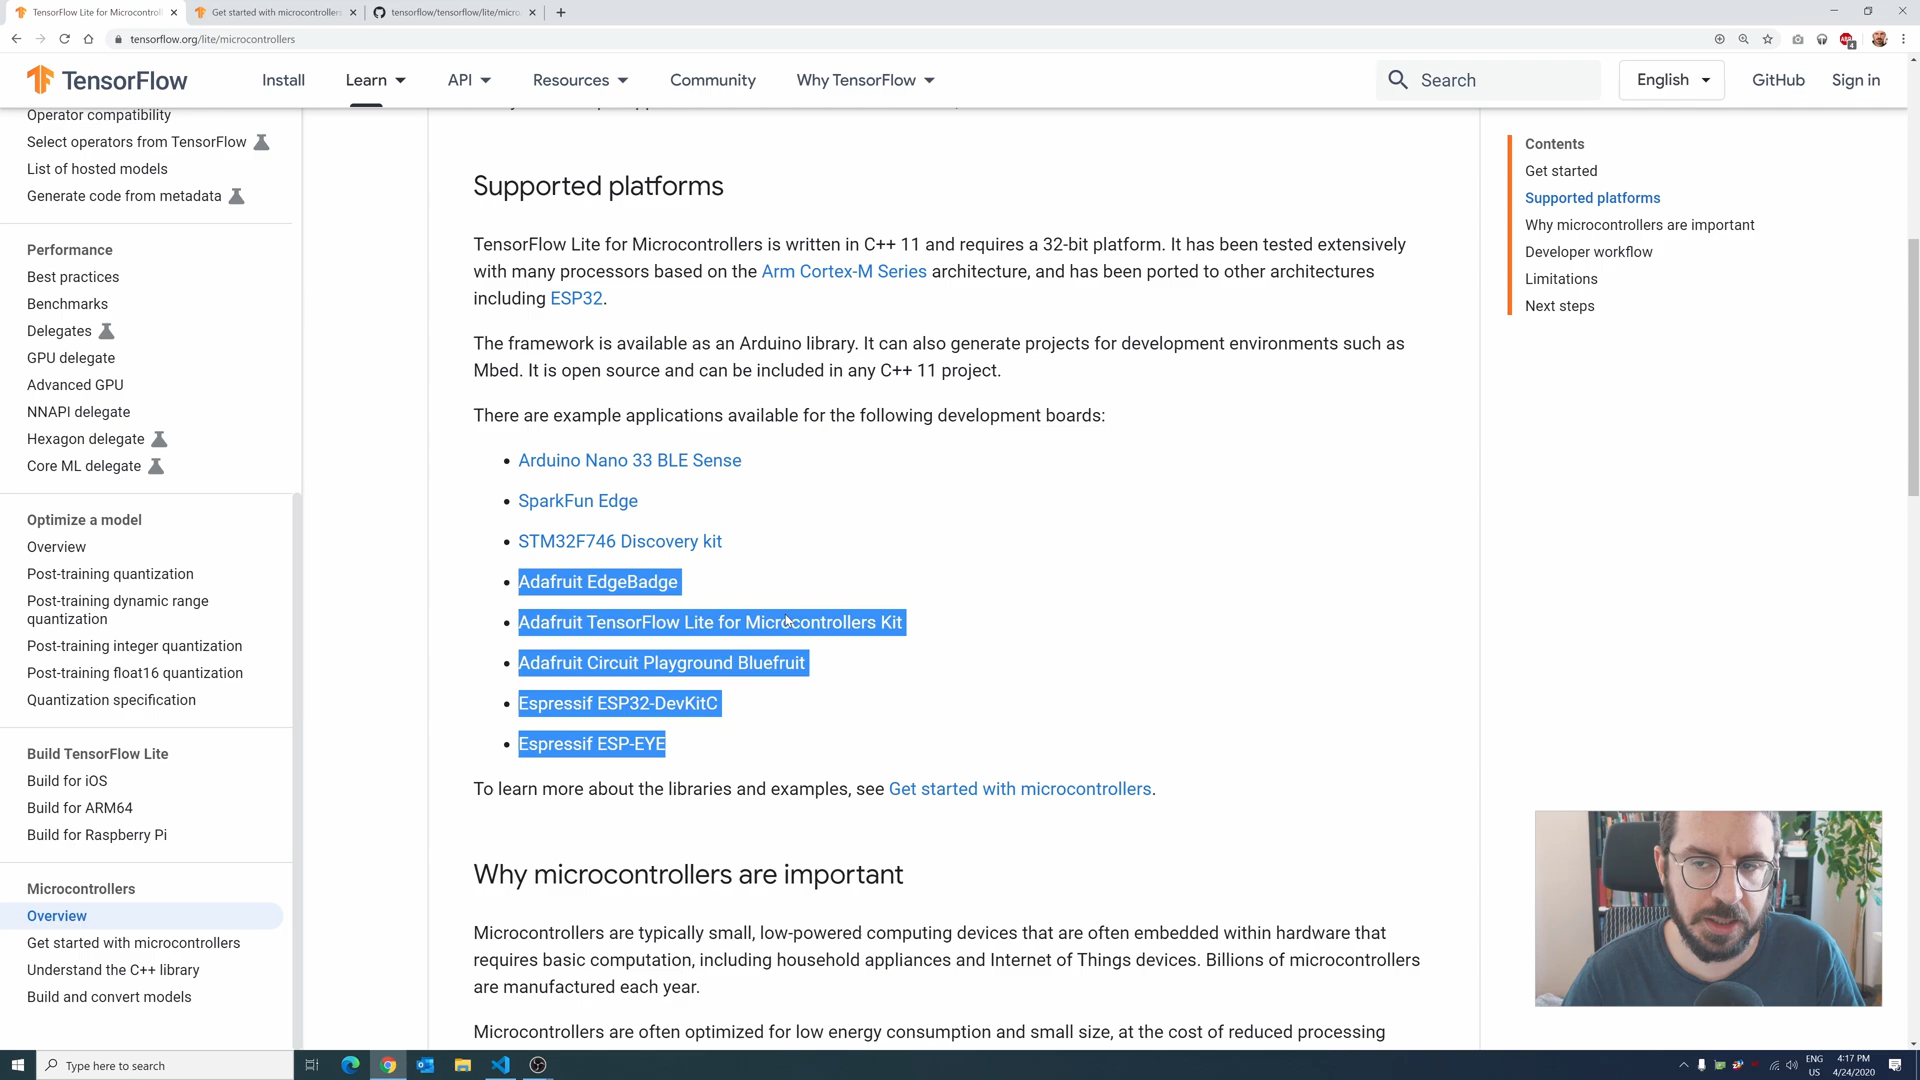 TensorFlow Lite for Microcontroll
Get started with microcontrollers
tensorflow/tensorflow/lite/micro
tensorflow.org/lite/microcontrollers
4
TensorFlow
Install
Learn
API
Resources
Community
Why TensorFlow
Search
English
GitHub
Sign in
Operator compatibility
Select operators from TensorFlow
List of hosted models
Generate code from metadata
Performance
Best practices
Benchmarks
Delegates
GPU delegate
Advanced GPU
NNAPI delegate
Hexagon delegate
Core ML delegate
Optimize a model
Overview
Post-training quantization
Post-training dynamic range
quantization
Post-training integer quantization
Post-training float16 quantization
Quantization specification
Build TensorFlow Lite
Build for iOS
Build for ARM64
Build for Raspberry Pi
Microcontrollers
Overview
Get started with microcontrollers
Understand the C++ library
Build and convert models
Supported platforms
TensorFlow Lite for Microcontrollers is written in C++ 11 and requires a 32-bit platform. It has been tested extensively
with many processors based on the Arm Cortex-M Series architecture, and has been ported to other architectures
including ESP32.
The framework is available as an Arduino library. It can also generate projects for development environments such as
Mbed. It is open source and can be included in any C++ 11 project.
There are example applications available for the following development boards:
• Arduino Nano 33 BLE Sense
• SparkFun Edge
• STM32F746 Discovery kit
• Adafruit EdgeBadge
• Adafruit TensorFlow Lite for Microcontrollers Kit
• Adafruit Circuit Playground Bluefruit
• Espressif ESP32-DevKitC
• Espressif ESP-EYE
To learn more about the libraries and examples, see Get started with microcontrollers.
Why microcontrollers are important
Microcontrollers are typically small, low-powered computing devices that are often embedded within hardware that
requires basic computation, including household appliances and Internet of Things devices. Billions of microcontrollers
are manufactured each year.
Microcontrollers are often optimized for low energy consumption and small size, at the cost of reduced processing
Contents
Get started
Supported platforms
Why microcontrollers are important
Developer workflow
Limitations
Next steps
Type here to search
ENG
US
4:17 PM
4/24/2020